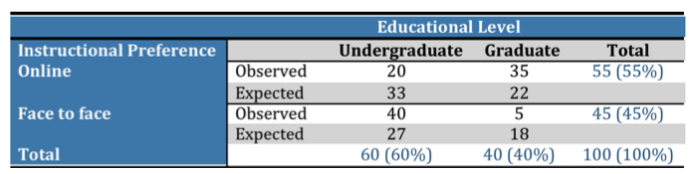 Educational Level
Instructional Preference Undergraduate Graduate Total
Online Observed 20 35 55 (55%)
Expected 33 22
Face to face Observed 40 5 45 (45%)
Expected 27 18
Total 60 (60%) 40 (40%) 100 (100%)